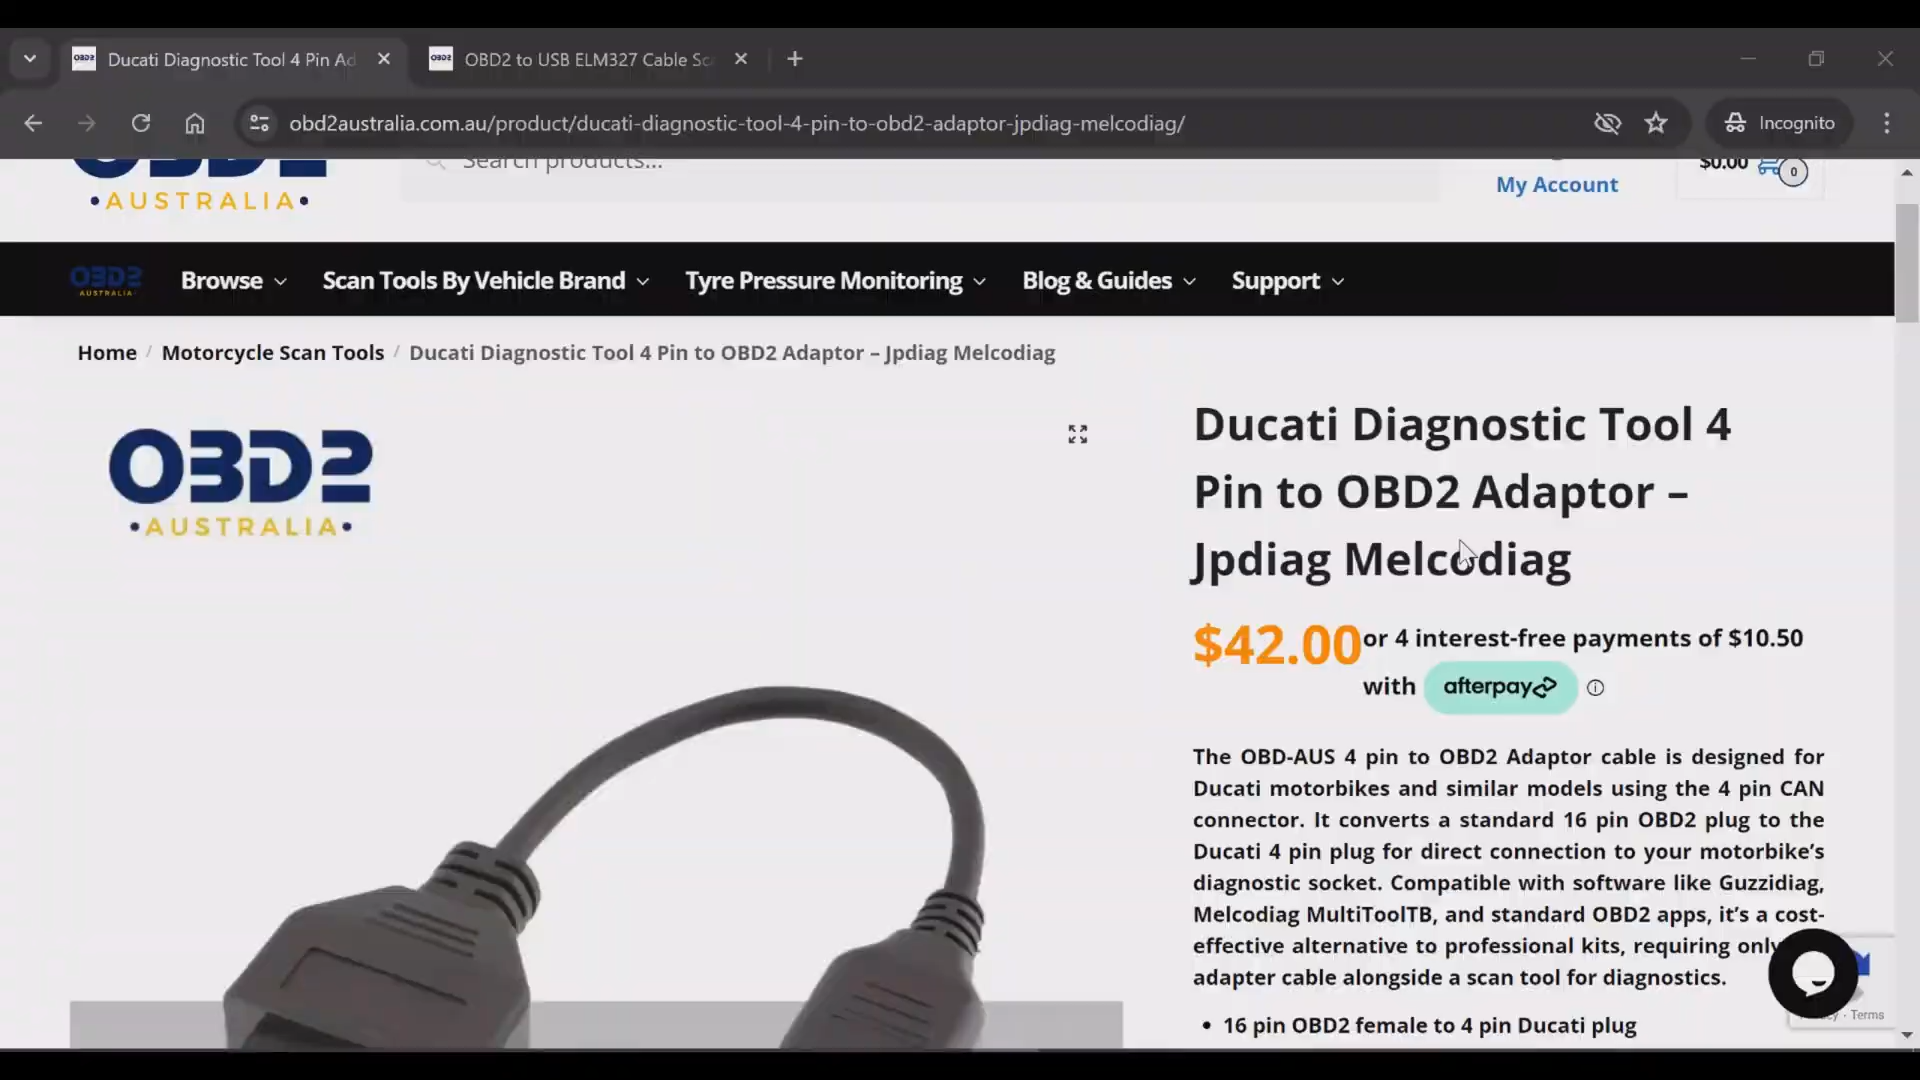 Ducati Diagnostic Tool 4 Pin Ad
OBD2 to USB ELM327 Cable Sc
obd2australia.com.au/product/ducati-diagnostic-tool-4-pin-to-obd2-adaptor-jpdiag-melcodiag/
Incognito
OBD2
•AUSTRALIA•
Search products...
My Account
$0.00
0
OBD2
AUSTRALIA
Browse
Scan Tools By Vehicle Brand
Tyre Pressure Monitoring
Blog & Guides
Support
Home / Motorcycle Scan Tools / Ducati Diagnostic Tool 4 Pin to OBD2 Adaptor – Jpdiag Melcodiag
OBD2
•AUSTRALIA•
Ducati Diagnostic Tool 4
Pin to OBD2 Adaptor –
Jpdiag Melcodiag
$42.00 or 4 interest-free payments of $10.50
with afterpay
The OBD-AUS 4 pin to OBD2 Adaptor cable is designed for
Ducati motorbikes and similar models using the 4 pin CAN
connector. It converts a standard 16 pin OBD2 plug to the
Ducati 4 pin plug for direct connection to your motorbike's
diagnostic socket. Compatible with software like Guzzidiag,
Melcodiag MultiToolTB, and standard OBD2 apps, it's a cost-
effective alternative to professional kits, requiring only
adapter cable alongside a scan tool for diagnostics.
• 16 pin OBD2 female to 4 pin Ducati plug
- Terms